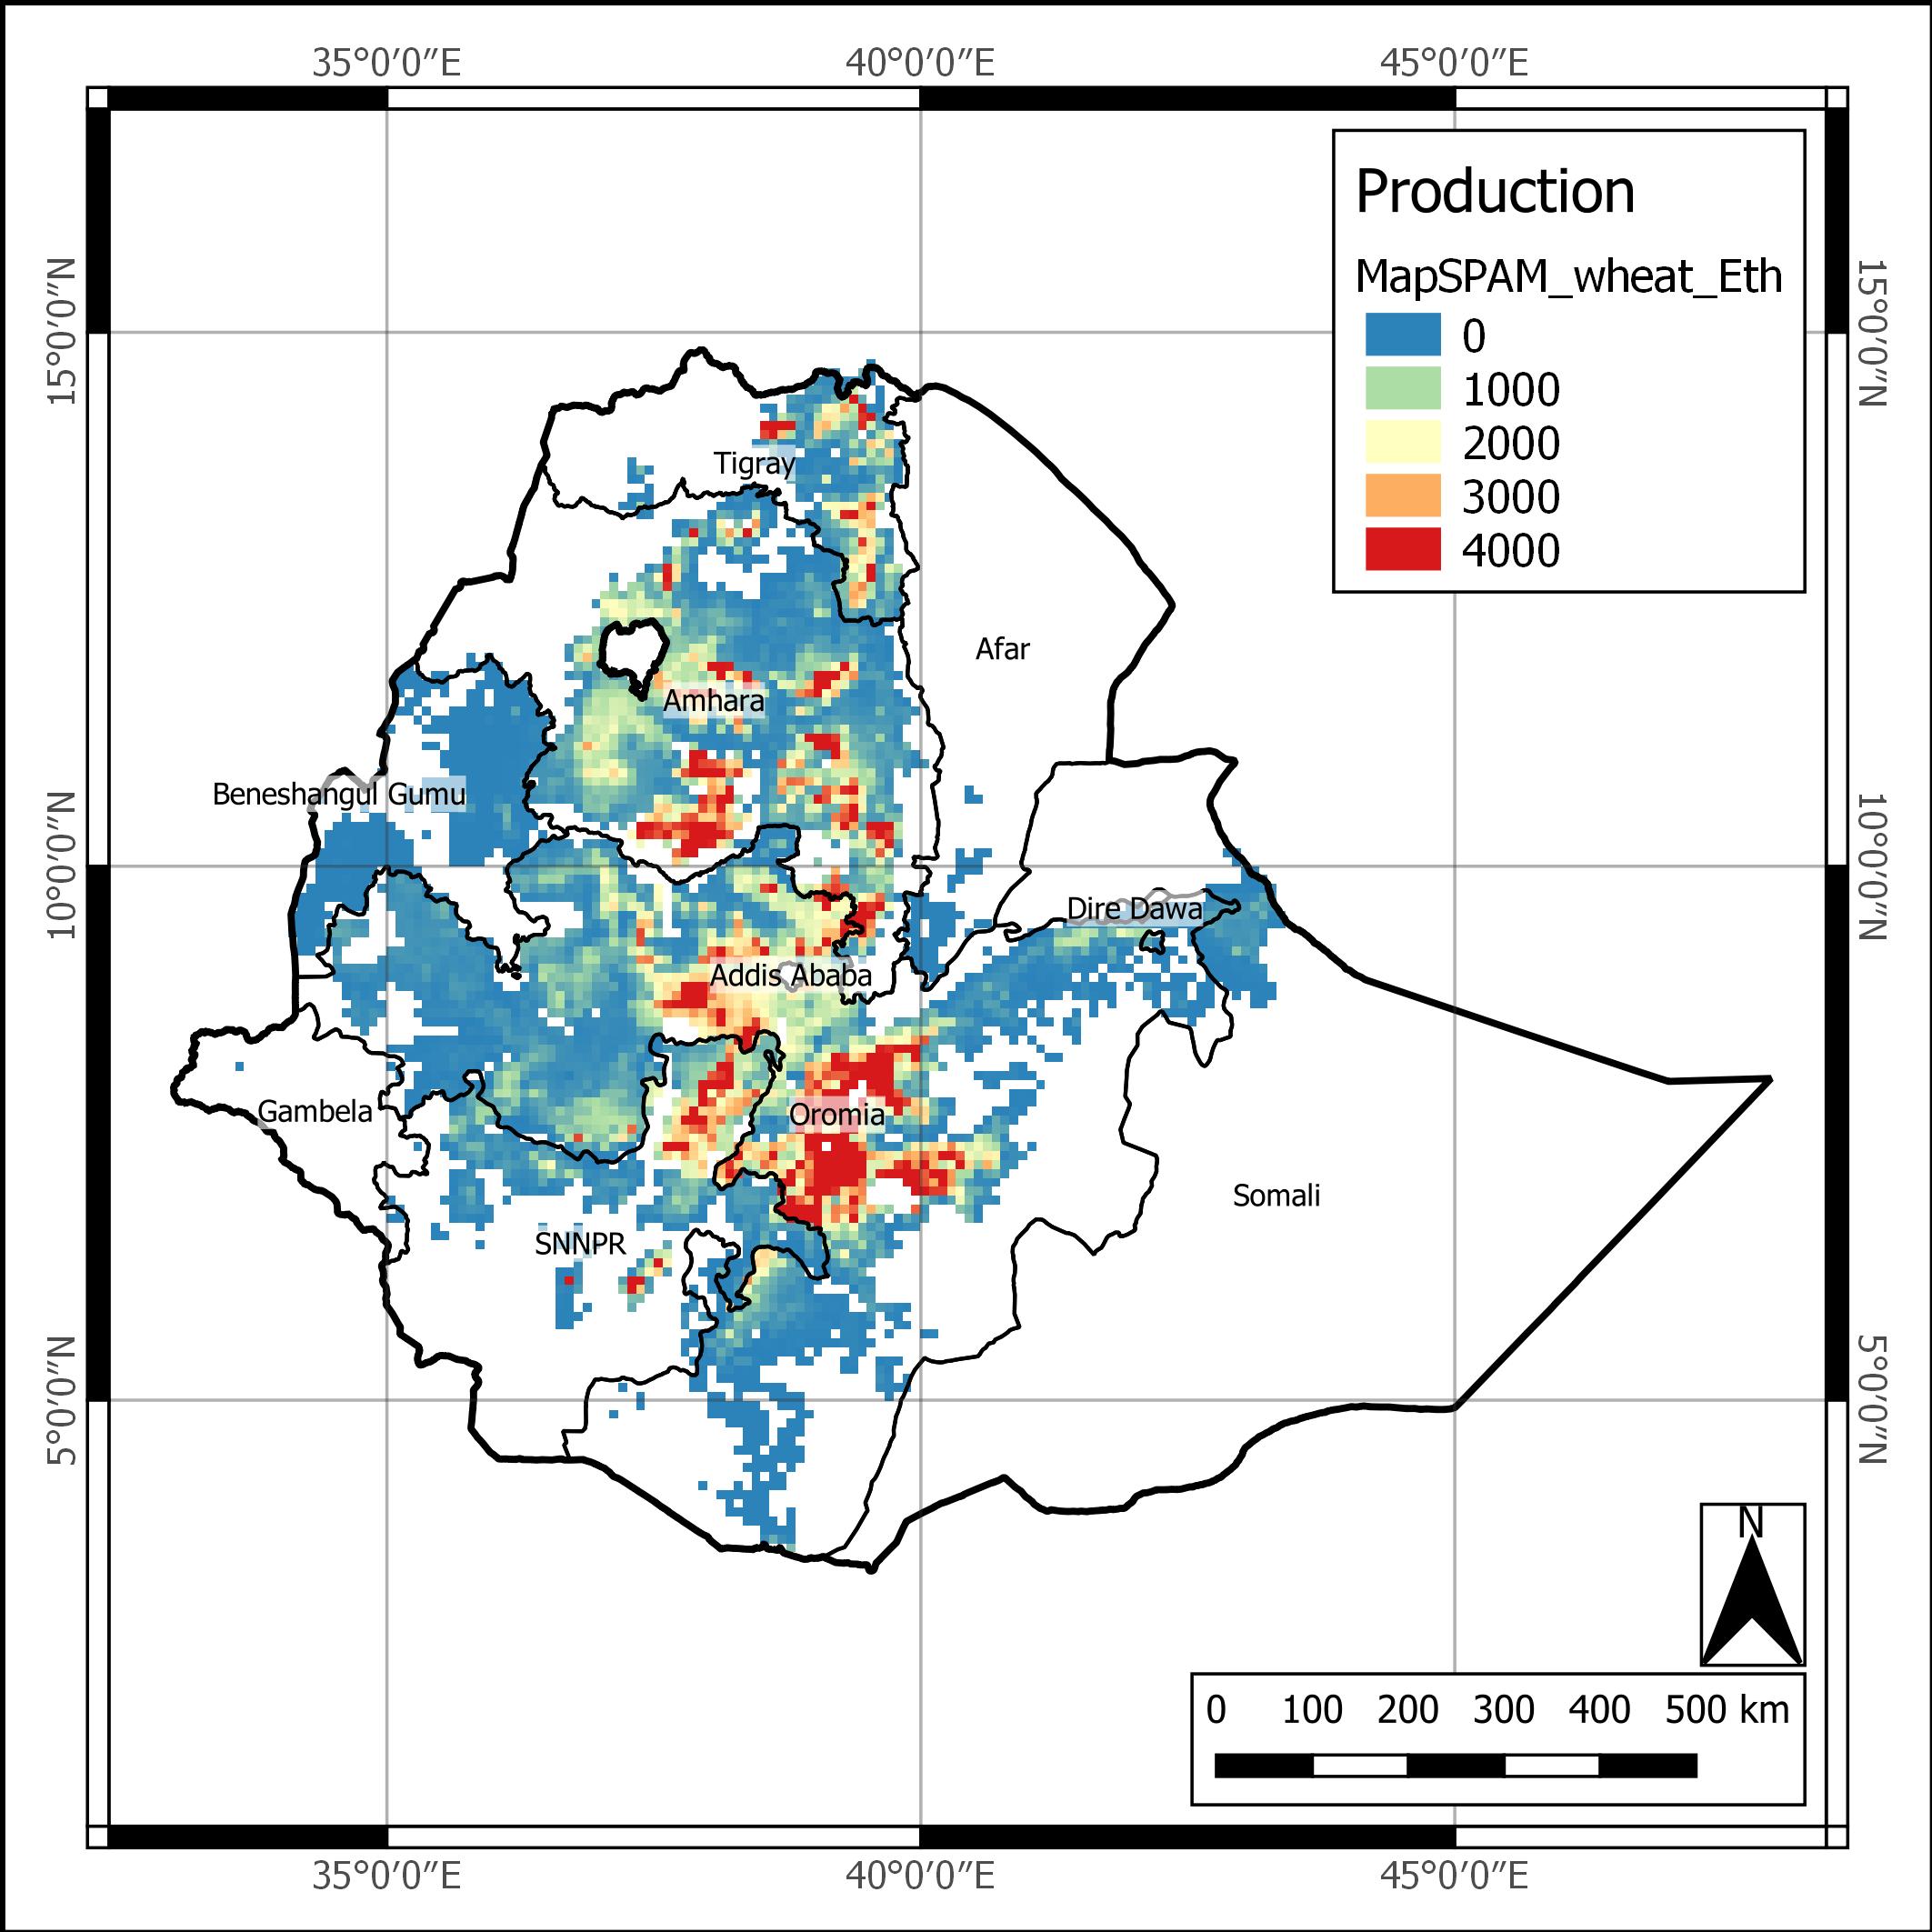 35°0′0″E 40°0′0″E 45°0′0″E
Production
MapSPAM_wheat_Eth
0
1000
2000
3000
4000
15°0′0″N
15°0′0″N
Tigray
Afar
Amhara
Beneshangul Gumu
10°0′0″N
10°0′0″N
Dire Dawa
Addis Ababa
Gambela
Oromia
Somali
SNNPR
5°0′0″N
5°0′0″N
N
0 100 200 300 400 500 km
35°0′0″E 40°0′0″E 45°0′0″E